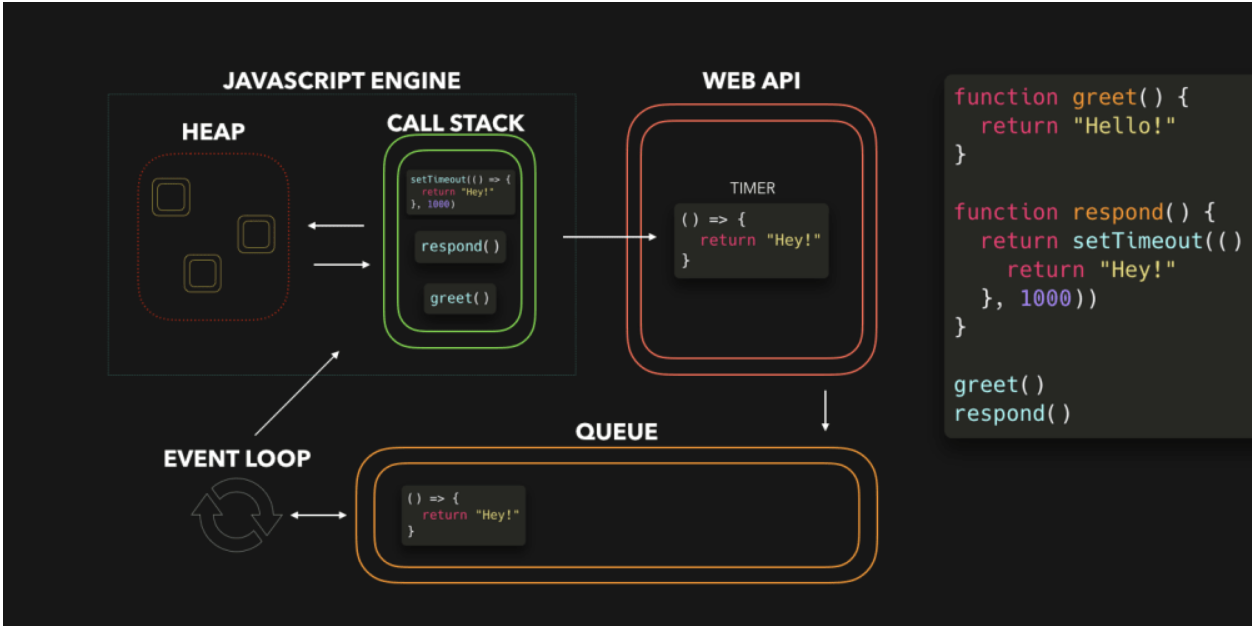 JAVASCRIPT ENGINE
HEAP
CALL STACK
setTimeout(() => {
return "Hey!"
}, 1000)
respond()
greet()
WEB API
TIMER
() => {
return "Hey!"
}
function greet() {
return "Hello!"
}
function respond() {
return setTimeout(()
return "Hey!"
}, 1000))
}
greet()
respond()
EVENT LOOP
QUEUE
() => {
return "Hey!"
}